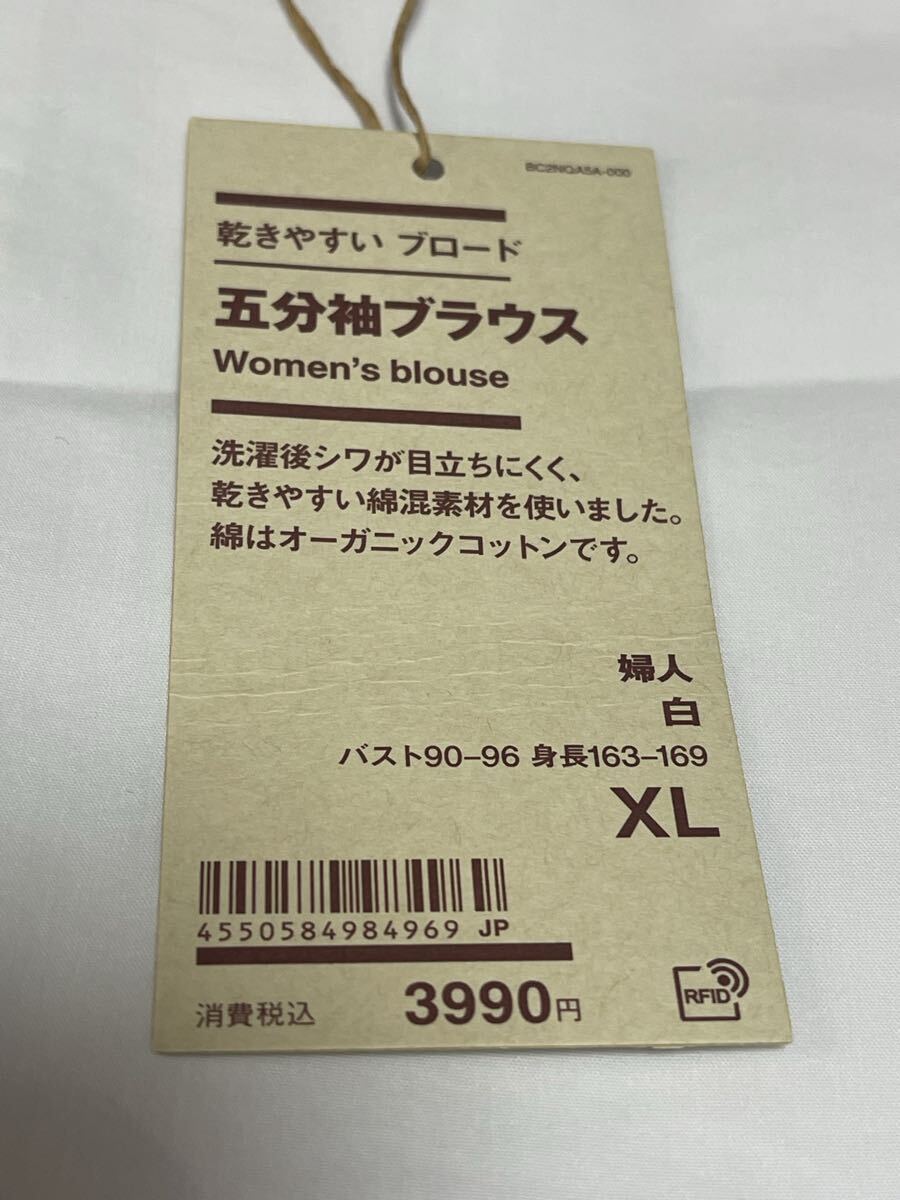 BC2NQA5A-000
乾きやすい ブロード
五分袖ブラウス
Women's blouse
洗濯後シワが目立ちにくく、
乾きやすい綿混素材を使いました。
綿はオーガニックコットンです。
婦人
白
バスト90–96 身長163–169
XL
4550584984969 JP
消費税込 3990円
RFID